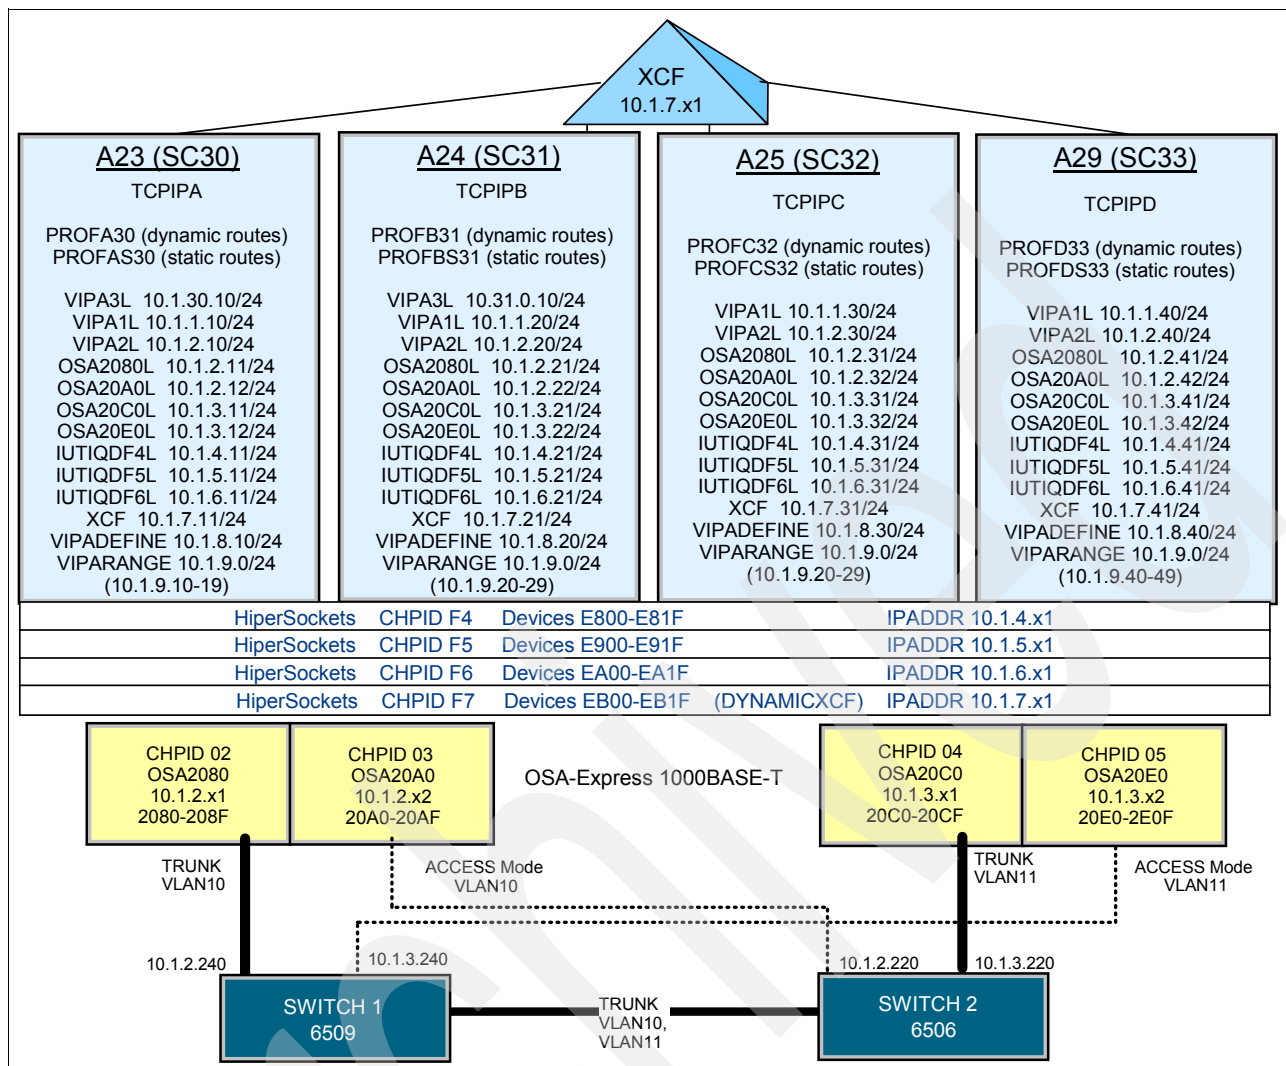 XCF
10.1.7.x1
A23 (SC30)
TCPIPA
PROFA30 (dynamic routes)
PROFAS30 (static routes)
VIPA3L 10.1.30.10/24
VIPA1L 10.1.1.10/24
VIPA2L 10.1.2.10/24
OSA2080L 10.1.2.11/24
OSA20A0L 10.1.2.12/24
OSA20C0L 10.1.3.11/24
OSA20E0L 10.1.3.12/24
IUTIQDF4L 10.1.4.11/24
IUTIQDF5L 10.1.5.11/24
IUTIQDF6L 10.1.6.11/24
XCF 10.1.7.11/24
VIPADEFINE 10.1.8.10/24
VIPARANGE 10.1.9.0/24
(10.1.9.10-19)
A24 (SC31)
TCPIPB
PROFB31 (dynamic routes)
PROFBS31 (static routes)
VIPA3L 10.31.0.10/24
VIPA1L 10.1.1.20/24
VIPA2L 10.1.2.20/24
OSA2080L 10.1.2.21/24
OSA20A0L 10.1.2.22/24
OSA20C0L 10.1.3.21/24
OSA20E0L 10.1.3.22/24
IUTIQDF4L 10.1.4.21/24
IUTIQDF5L 10.1.5.21/24
IUTIQDF6L 10.1.6.21/24
XCF 10.1.7.21/24
VIPADEFINE 10.1.8.20/24
VIPARANGE 10.1.9.0/24
(10.1.9.20-29)
A25 (SC32)
TCPIPC
PROFC32 (dynamic routes)
PROFCS32 (static routes)
VIPA1L 10.1.1.30/24
VIPA2L 10.1.2.30/24
OSA2080L 10.1.2.31/24
OSA20A0L 10.1.2.32/24
OSA20C0L 10.1.3.31/24
OSA20E0L 10.1.3.32/24
IUTIQDF4L 10.1.4.31/24
IUTIQDF5L 10.1.5.31/24
IUTIQDF6L 10.1.6.31/24
XCF 10.1.7.31/24
VIPADEFINE 10.1.8.30/24
VIPARANGE 10.1.9.0/24
(10.1.9.20-29)
A29 (SC33)
TCPIPD
PROFD33 (dynamic routes)
PROFDS33 (static routes)
VIPA1L 10.1.1.40/24
VIPA2L 10.1.2.40/24
OSA2080L 10.1.2.41/24
OSA20A0L 10.1.2.42/24
OSA20C0L 10.1.3.41/24
OSA20E0L 10.1.3.42/24
IUTIQDF4L 10.1.4.41/24
IUTIQDF5L 10.1.5.41/24
IUTIQDF6L 10.1.6.41/24
XCF 10.1.7.41/24
VIPADEFINE 10.1.8.40/24
VIPARANGE 10.1.9.0/24
(10.1.9.40-49)
HiperSockets CHPID F4 Devices E800-E81F IPADDR 10.1.4.x1
HiperSockets CHPID F5 Devices E900-E91F IPADDR 10.1.5.x1
HiperSockets CHPID F6 Devices EA00-EA1F IPADDR 10.1.6.x1
HiperSockets CHPID F7 Devices EB00-EB1F (DYNAMICXCF) IPADDR 10.1.7.x1
CHPID 02
OSA2080
10.1.2.x1
2080-208F
CHPID 03
OSA20A0
10.1.2.x2
20A0-20AF
OSA-Express 1000BASE-T
CHPID 04
OSA20C0
10.1.3.x1
20C0-20CF
CHPID 05
OSA20E0
10.1.3.x2
20E0-2E0F
TRUNK
VLAN10
ACCESS Mode
VLAN10
TRUNK
VLAN11
ACCESS Mode
VLAN11
10.1.2.240
10.1.3.240
10.1.2.220
10.1.3.220
SWITCH 1
6509
TRUNK
VLAN10,
VLAN11
SWITCH 2
6506